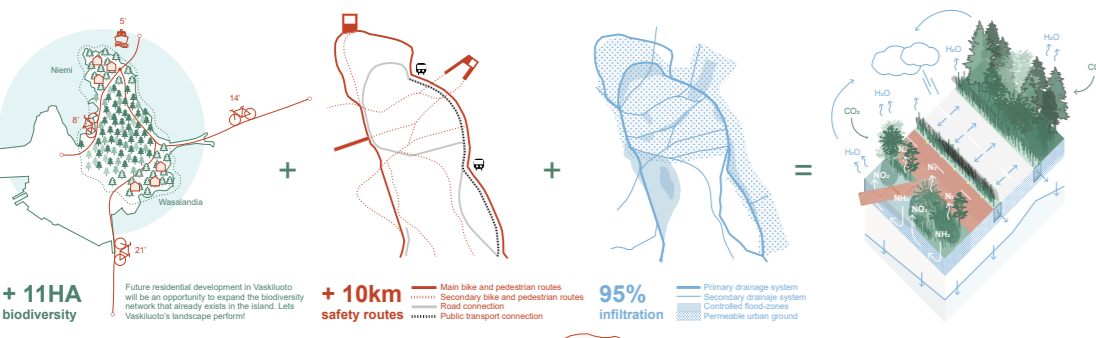 5'
Niemi
14'
8'
Wasalandia
21'
+ 11HA
biodiversity
Future residential development in Vaskiluoto
will be an opportunity to expand the biodiversity
network that already exists in the island. Lets
Vaskiluoto's landscape perform!
+
+ 10km
safety routes
Main bike and pedestrian routes
Secondary bike and pedestrian routes
Road connection
Public transport connection
+
95%
infiltration
Primary drainage system
Secondary drainaje system
Controlled flood-zones
Permeable urban ground
=
H₂O
H₂O
H₂O
CO₂
H₂O
NO₂
N₂
NH₃
NO₂
NH₃